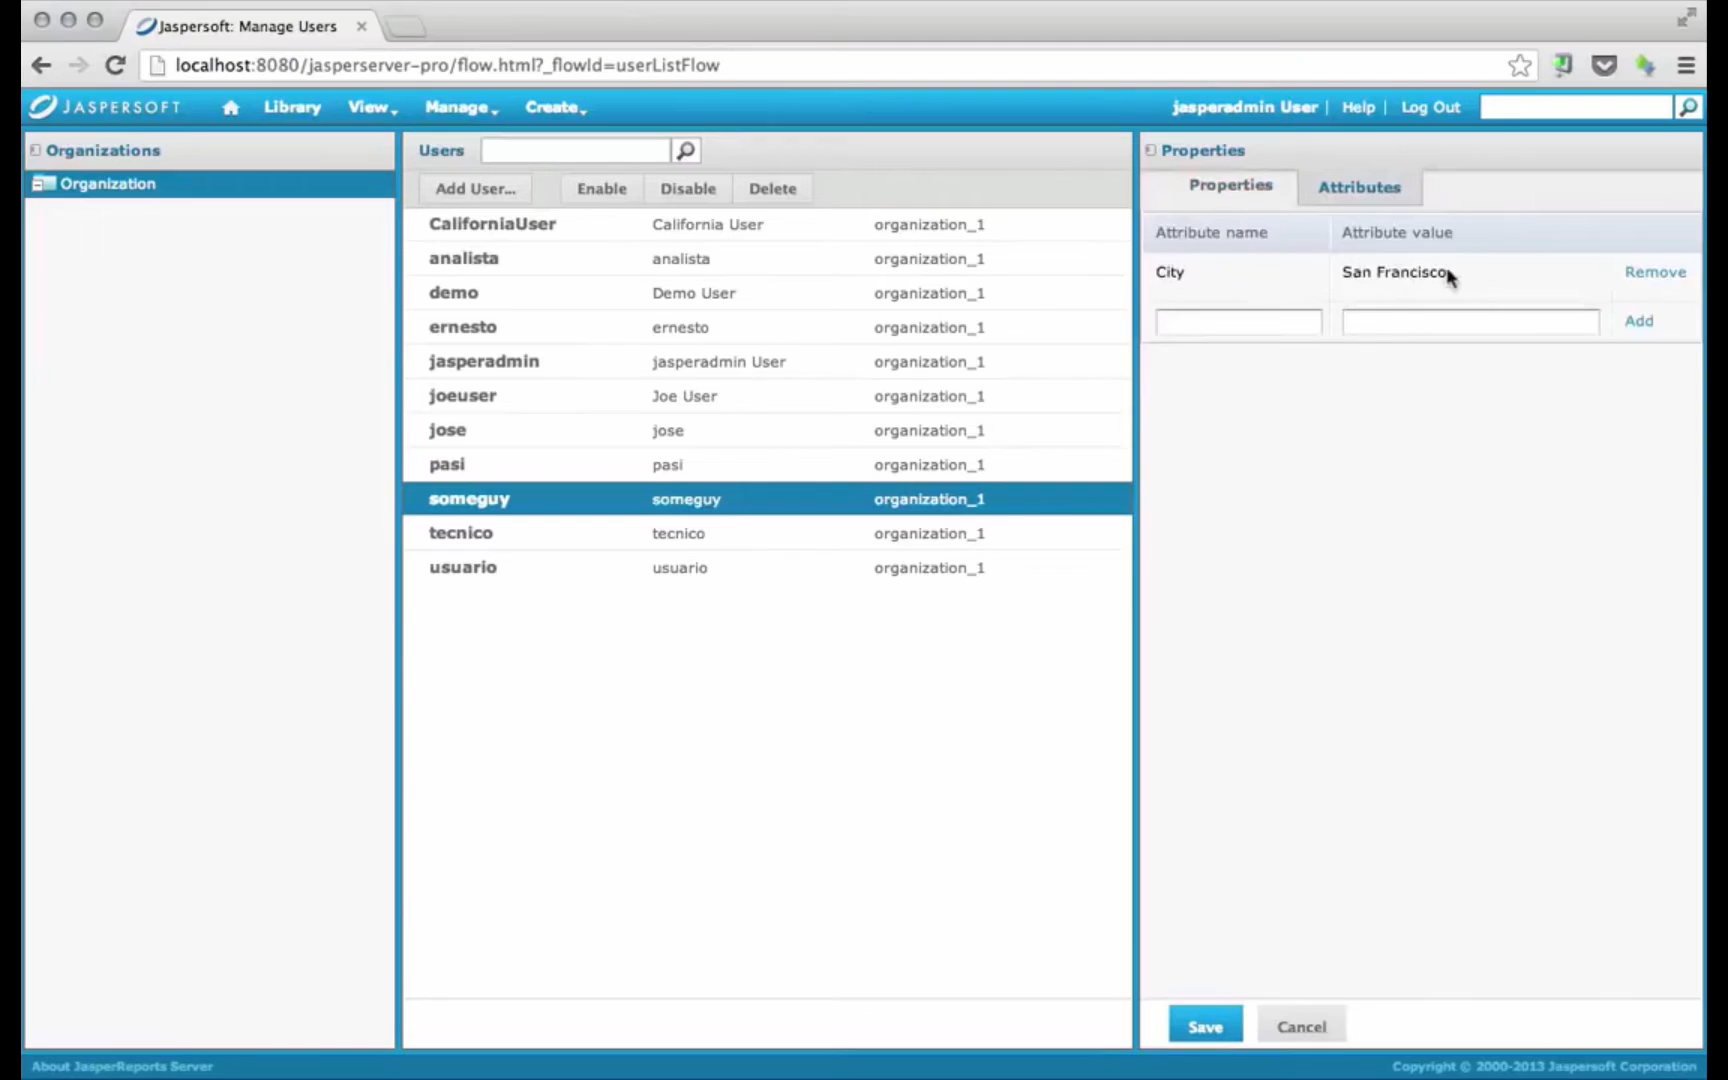 Jaspersoft: Manage Users
localhost:8080/jasperserver-pro/flow.html?_flowId=userListFlow
JASPERSOFT Library View Manage Create jasperadmin User | Help | Log Out
Organizations
Organization
Users
Add User... Enable Disable Delete
CaliforniaUser California User organization_1
analista analista organization_1
demo Demo User organization_1
ernesto ernesto organization_1
jasperadmin jasperadmin User organization_1
joeuser Joe User organization_1
jose jose organization_1
pasi pasi organization_1
someguy someguy organization_1
tecnico tecnico organization_1
usuario usuario organization_1
Properties
Properties Attributes
Attribute name Attribute value
City San Francisco Remove
Add
Save Cancel
About JasperReports Server Copyright © 2000-2013 Jaspersoft Corporation